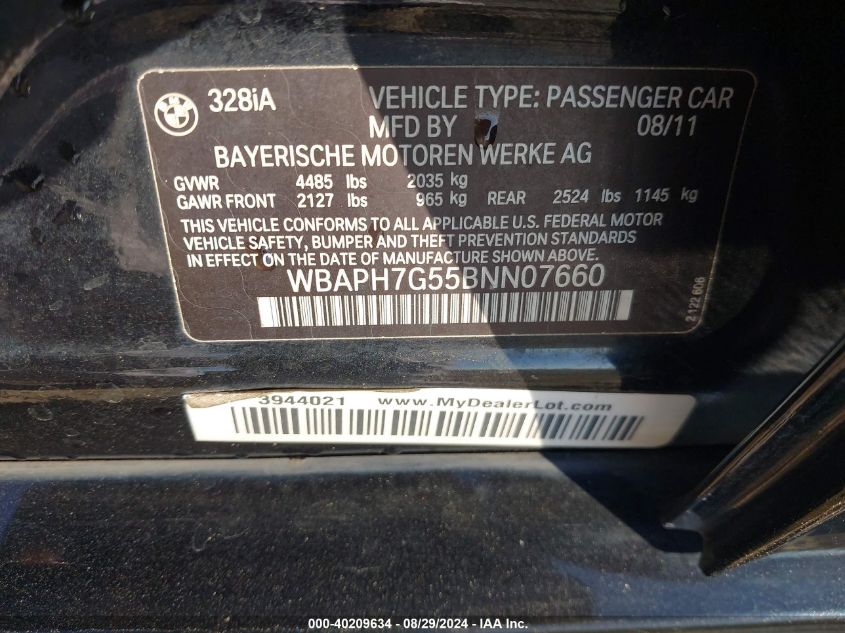 328iA VEHICLE TYPE: PASSENGER CAR
MFD BY 08/11
BAYERISCHE MOTOREN WERKE AG
GVWR 4485 lbs 2035 kg
GAWR FRONT 2127 lbs 965 kg REAR 2524 lbs 1145 kg
THIS VEHICLE CONFORMS TO ALL APPLICABLE U.S. FEDERAL MOTOR
VEHICLE SAFETY, BUMPER AND THEFT PREVENTION STANDARDS
IN EFFECT ON THE DATE OF MANUFACTURE.
WBAPH7G55BNN07660
2 122 606
3944021 www.MyDealerLot.com
000-40209634 - 08/29/2024 - IAA Inc.